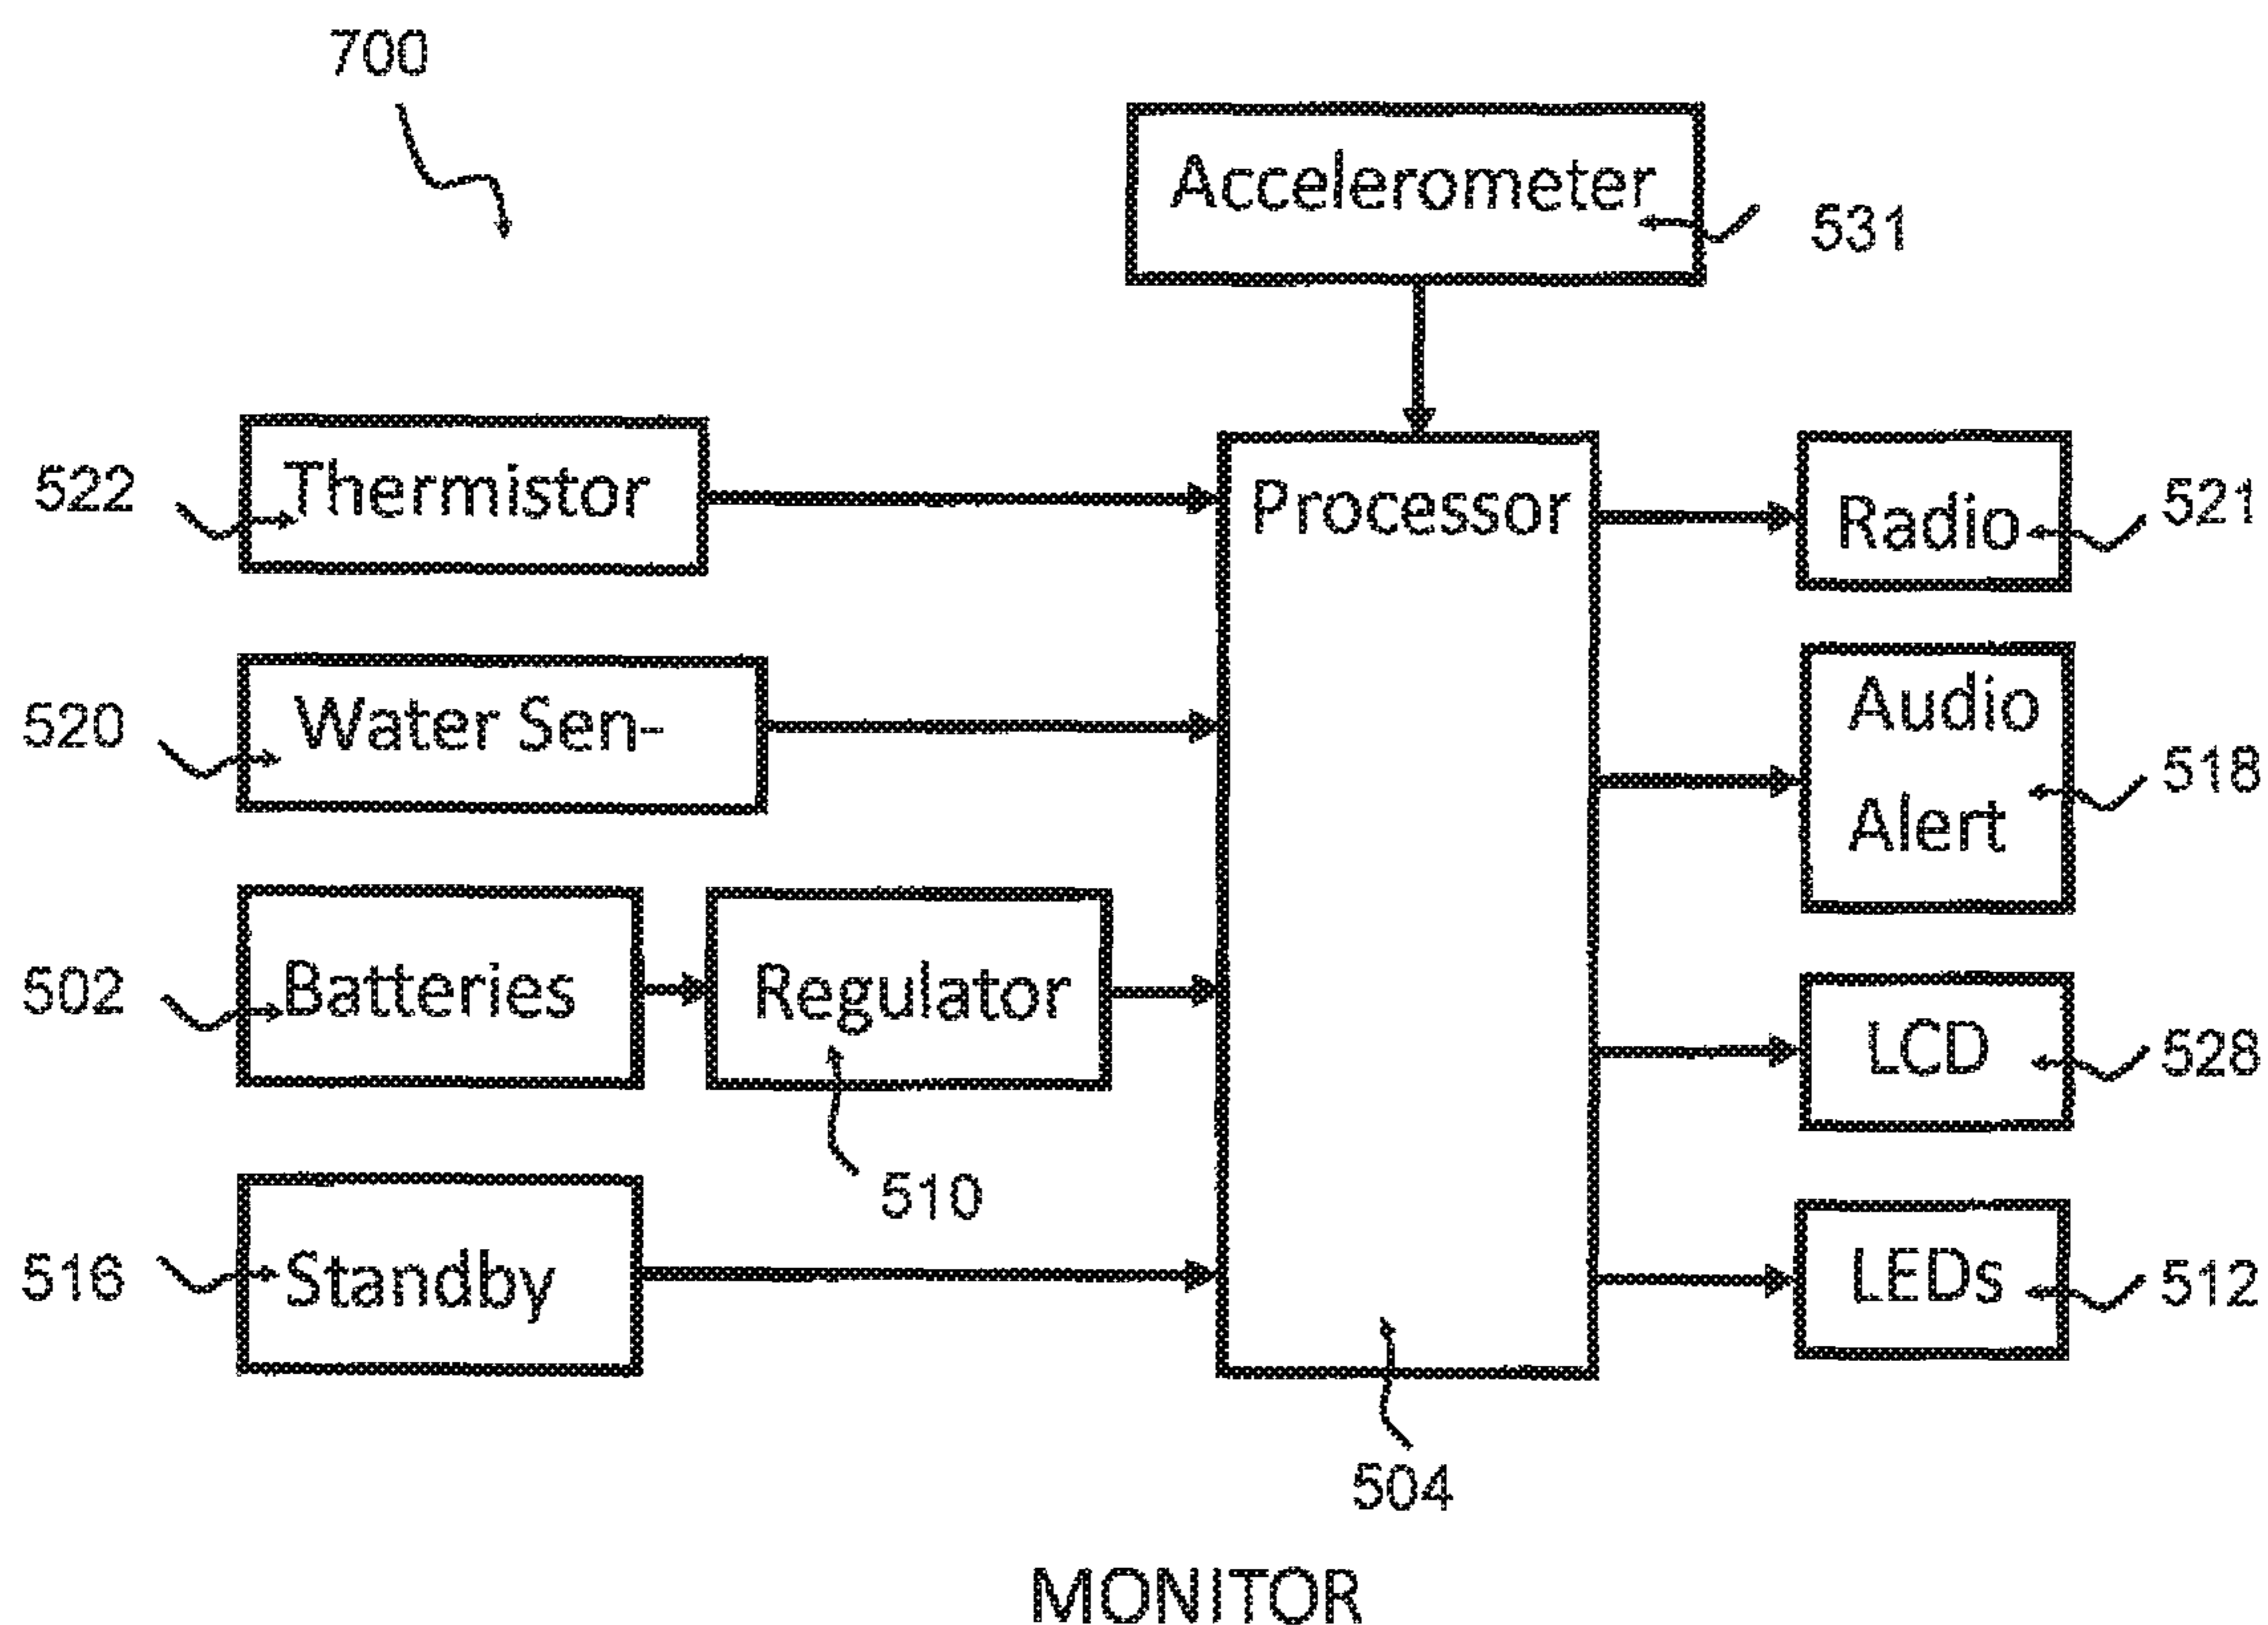 700
Accelerometer
531
522
Thermistor
Processor
Radio
521
520
Water Sen-
Audio
Alert
518
502
Batteries
Regulator
510
LCD
528
516
Standby
LEDs
512
504
MONITOR